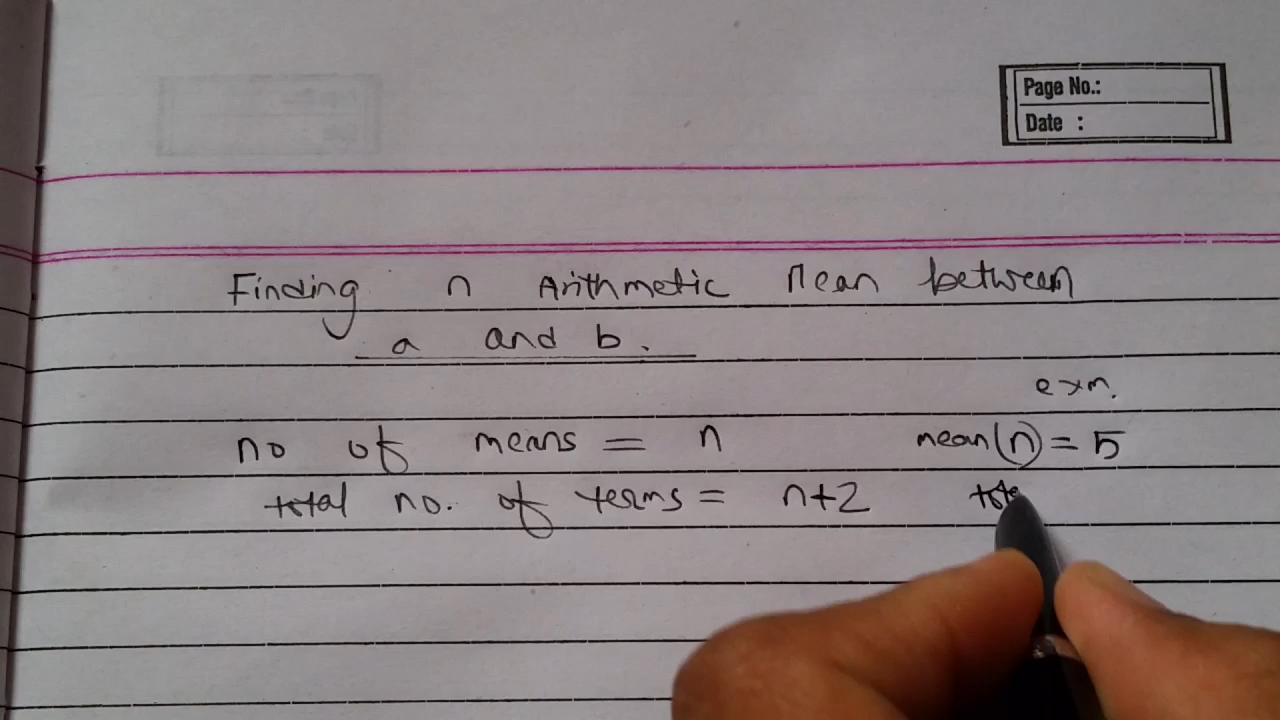 Page No.:
Date :
Finding n Arithmetic Mean between
a and b.
exm.
no of means = n mean(n) = 5
total no. of terms = n+2 tota